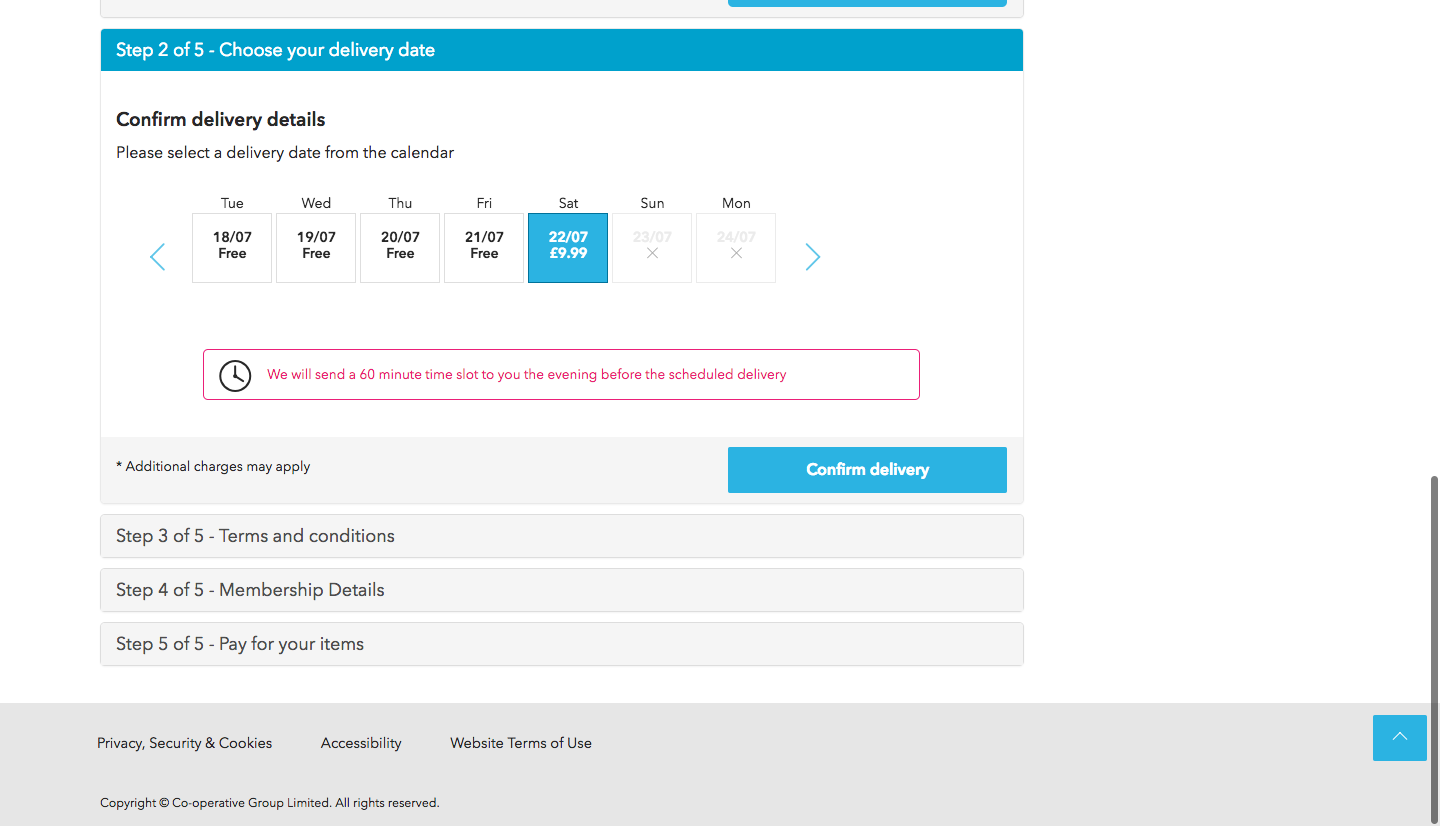 Step 2 of 5 - Choose your delivery date
Confirm delivery details
Please select a delivery date from the calendar
Tue Wed Thu Fri Sat Sun Mon
18/07 19/07 20/07 21/07 22/07 23/07 24/07
Free Free Free Free £9.99
We will send a 60 minute time slot to you the evening before the scheduled delivery
* Additional charges may apply
Confirm delivery
Step 3 of 5 - Terms and conditions
Step 4 of 5 - Membership Details
Step 5 of 5 - Pay for your items
Privacy, Security & Cookies Accessibility Website Terms of Use
Copyright © Co-operative Group Limited. All rights reserved.